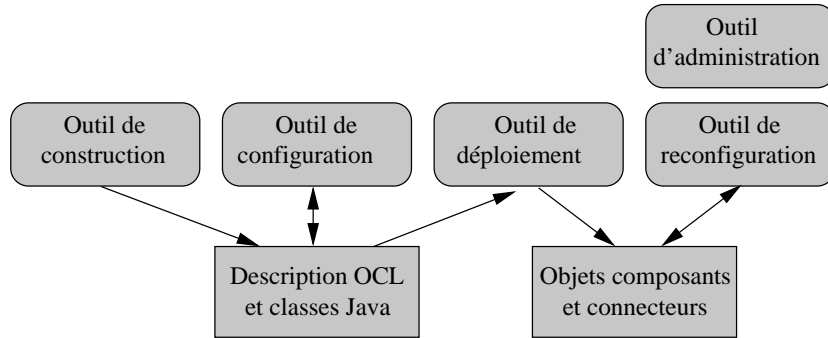 Outil
d'administration
Outil de
construction
Outil de
configuration
Outil de
déploiement
Outil de
reconfiguration
Description OCL
et classes Java
Objets composants
et connecteurs